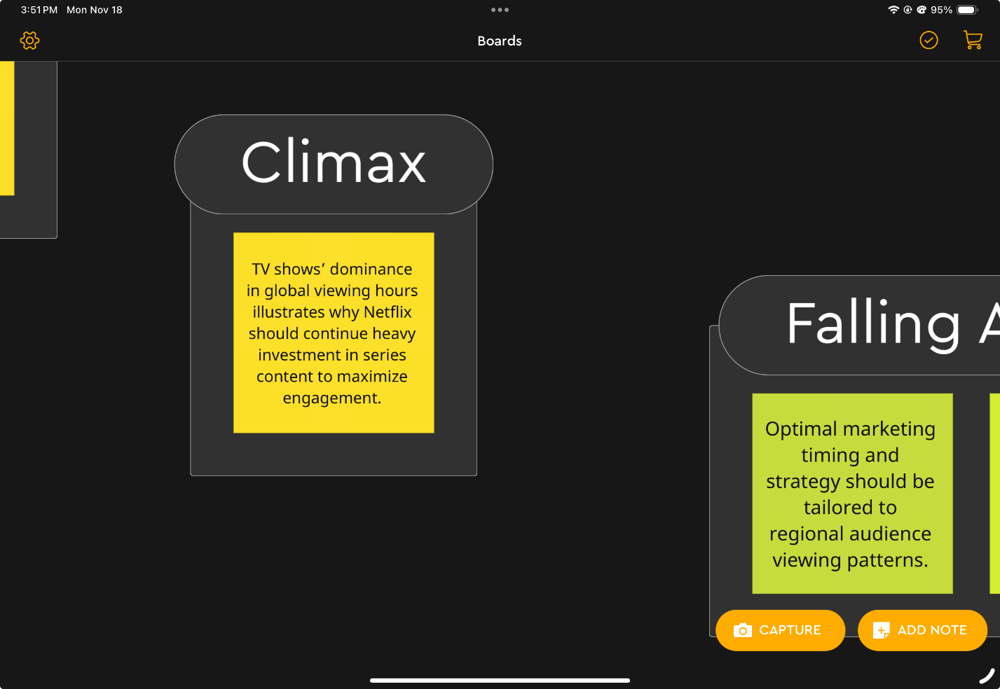 3:51 PM Mon Nov 18
95%
Boards
Climax
TV shows’ dominance
in global viewing hours
illustrates why Netflix
should continue heavy
investment in series
content to maximize
engagement.
Falling A
Optimal marketing
timing and
strategy should be
tailored to
regional audience
viewing patterns.
CAPTURE
ADD NOTE